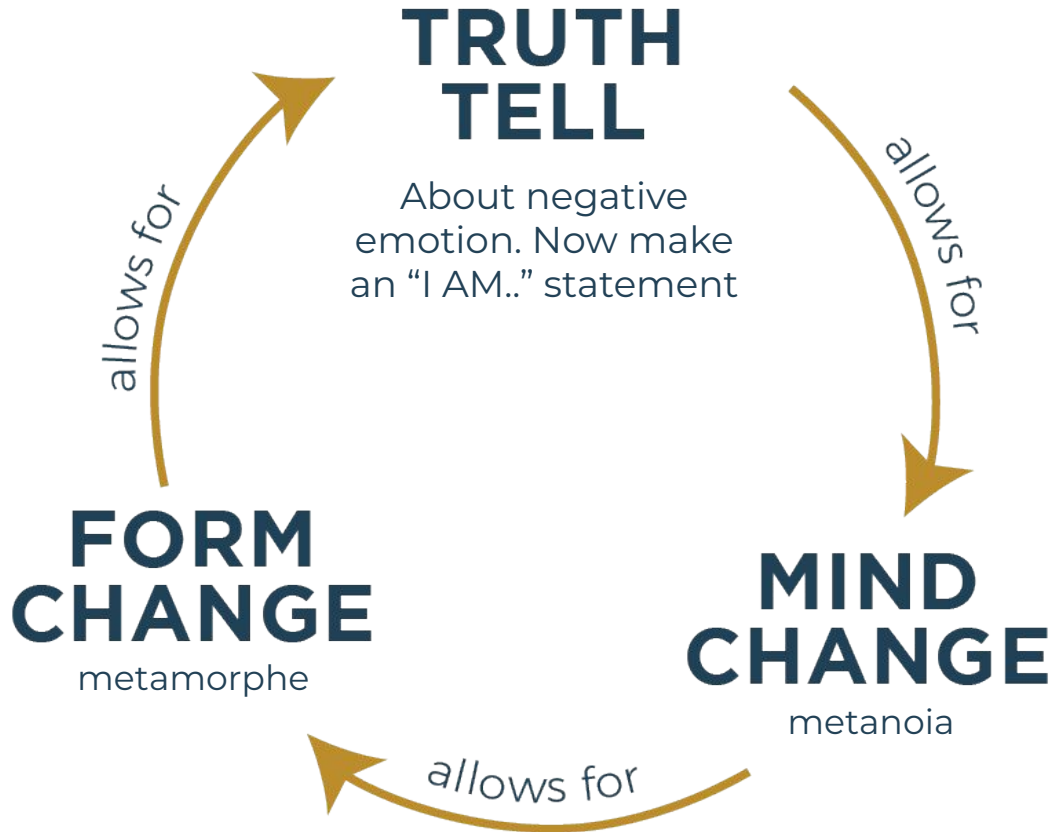 TRUTH
TELL
About negative
emotion. Now make
an “I AM..” statement
allows for
MIND
CHANGE
metanoia
allows for
FORM
CHANGE
metamorphe
allows for